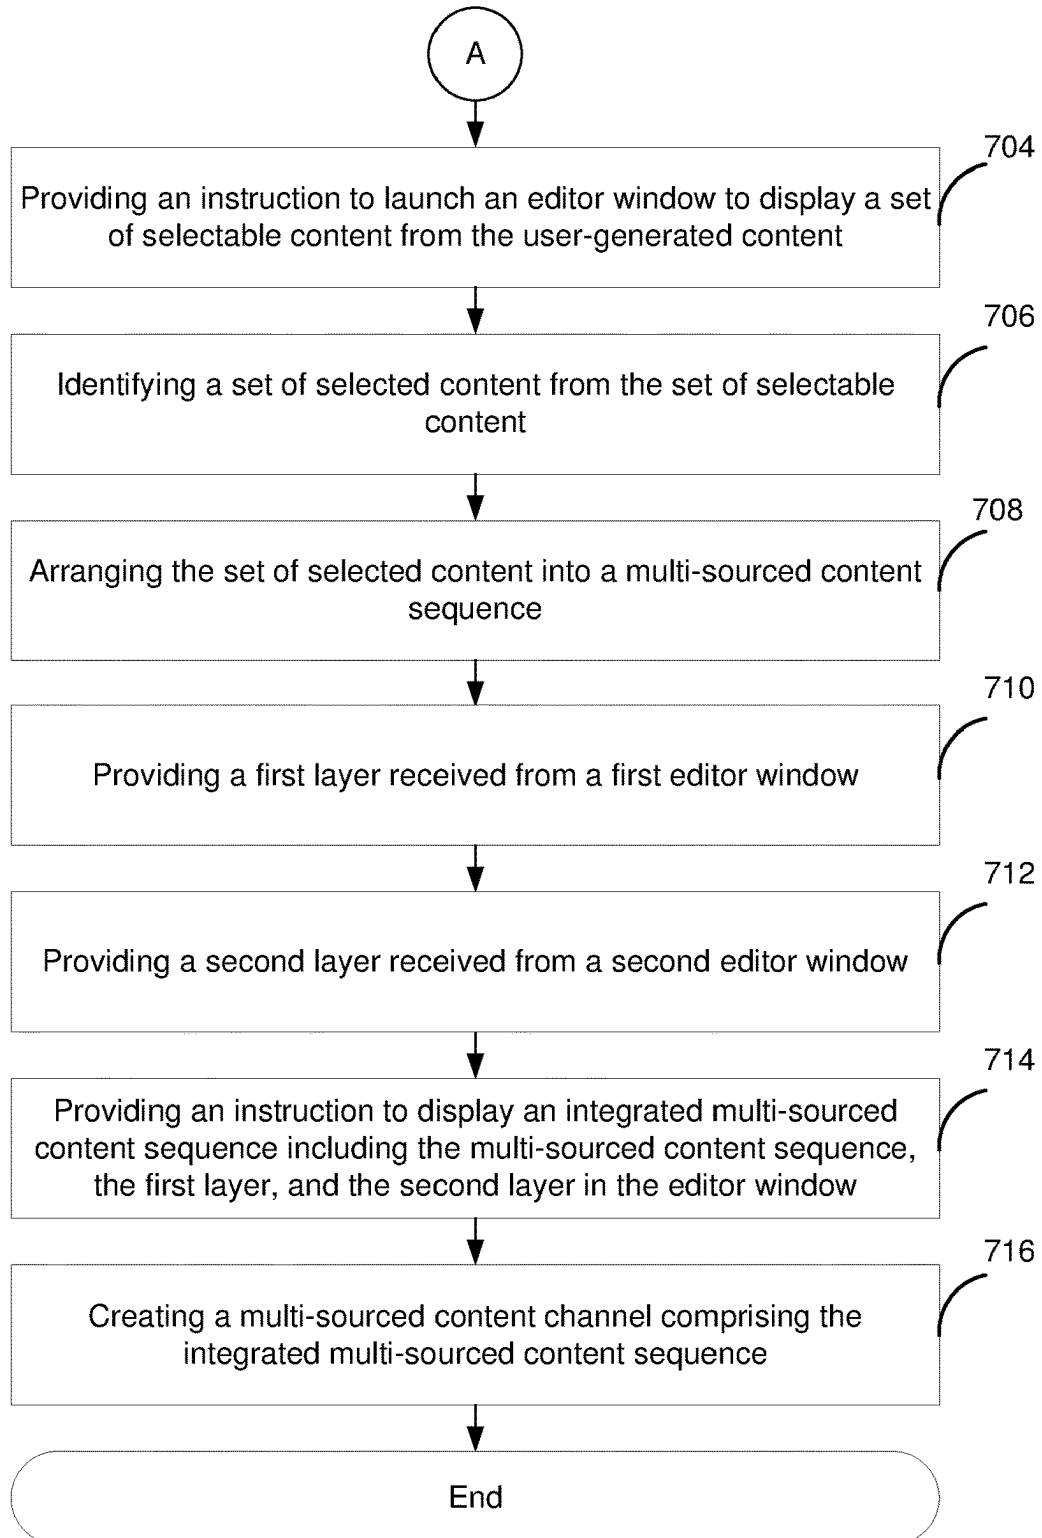 A
704
Providing an instruction to launch an editor window to display a set
of selectable content from the user-generated content
706
Identifying a set of selected content from the set of selectable
content
708
Arranging the set of selected content into a multi-sourced content
sequence
710
Providing a first layer received from a first editor window
712
Providing a second layer received from a second editor window
714
Providing an instruction to display an integrated multi-sourced
content sequence including the multi-sourced content sequence,
the first layer, and the second layer in the editor window
716
Creating a multi-sourced content channel comprising the
integrated multi-sourced content sequence
End